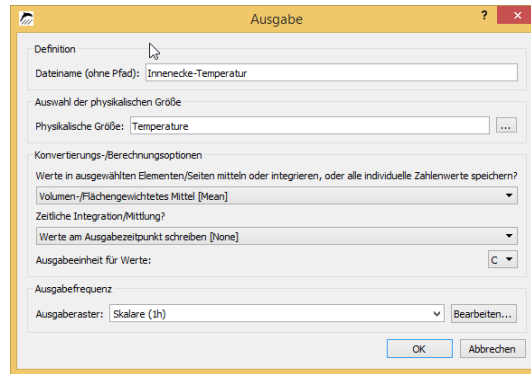 Ausgabe ?
Definition
Dateiname (ohne Pfad): Innenecke-Temperatur
Auswahl der physikalischen Größe
Physikalische Größe: Temperature ...
Konvertierungs-/Berechnungsoptionen
Werte in ausgewählten Elementen/Seiten mitteln oder integrieren, oder alle individuelle Zahlenwerte speichern?
Volumen-/Flächengewichtetes Mittel [Mean]
Zeitliche Integration/Mittlung?
Werte am Ausgabezeitpunkt schreiben [None]
Ausgabeeinheit für Werte: C
Ausgabefrequenz
Ausgaberaster: Skalare (1h) Bearbeiten...
OK Abbrechen